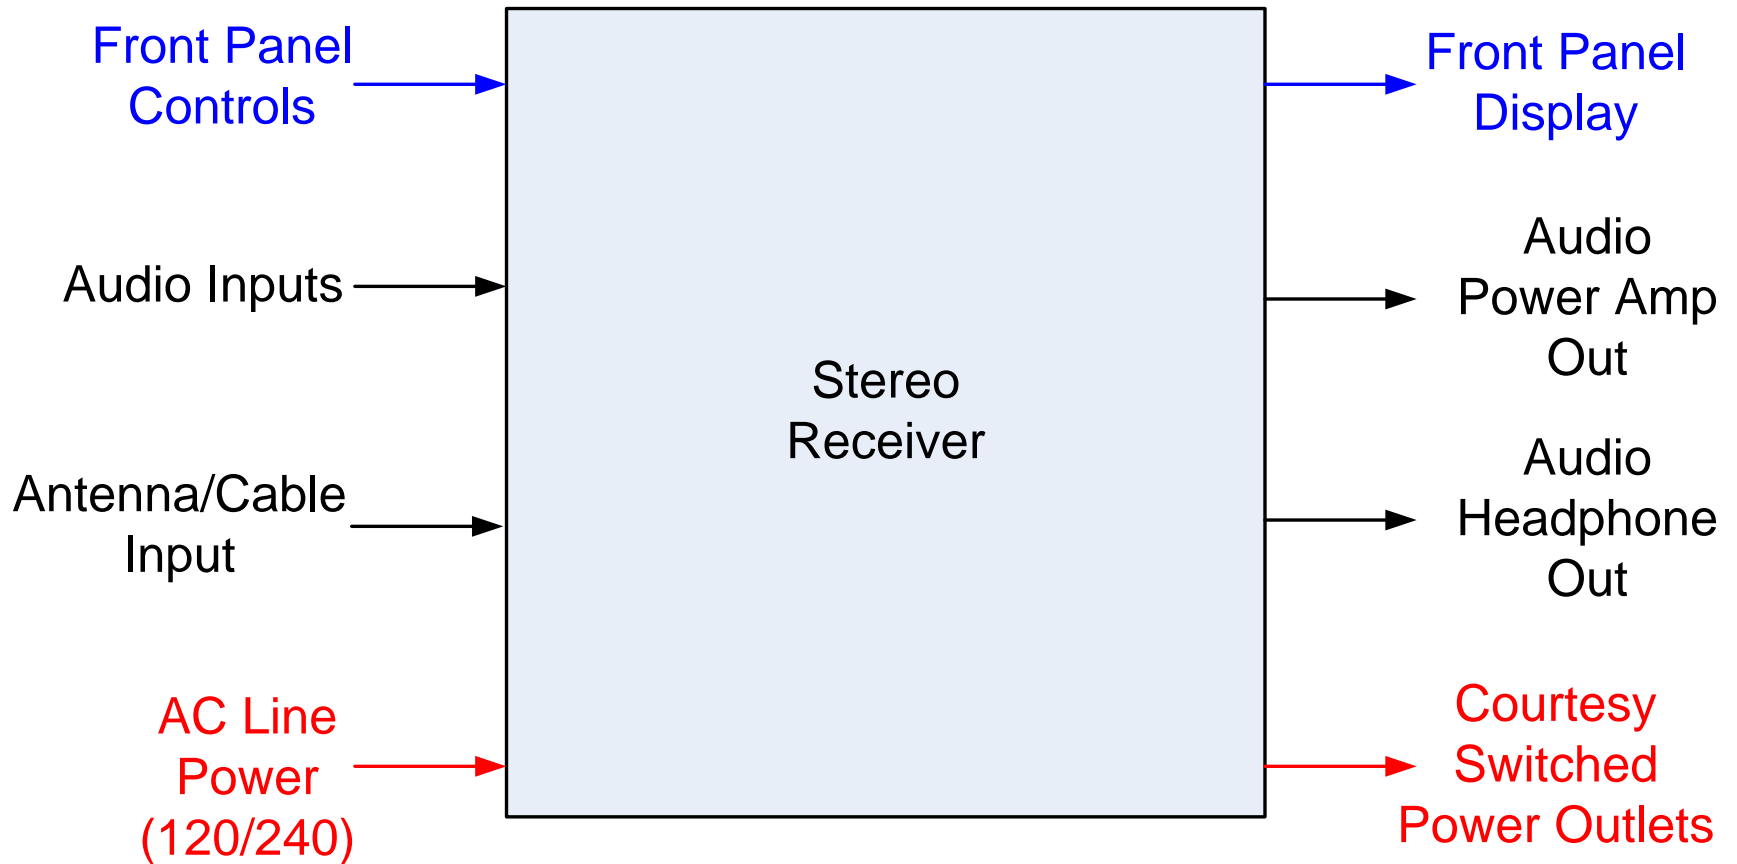 Front Panel
Controls
Audio Inputs
Antenna/Cable
Input
AC Line
Power
(120/240)
Stereo
Receiver
Front Panel
Display
Audio
Power Amp
Out
Audio
Headphone
Out
Courtesy
Switched
Power Outlets